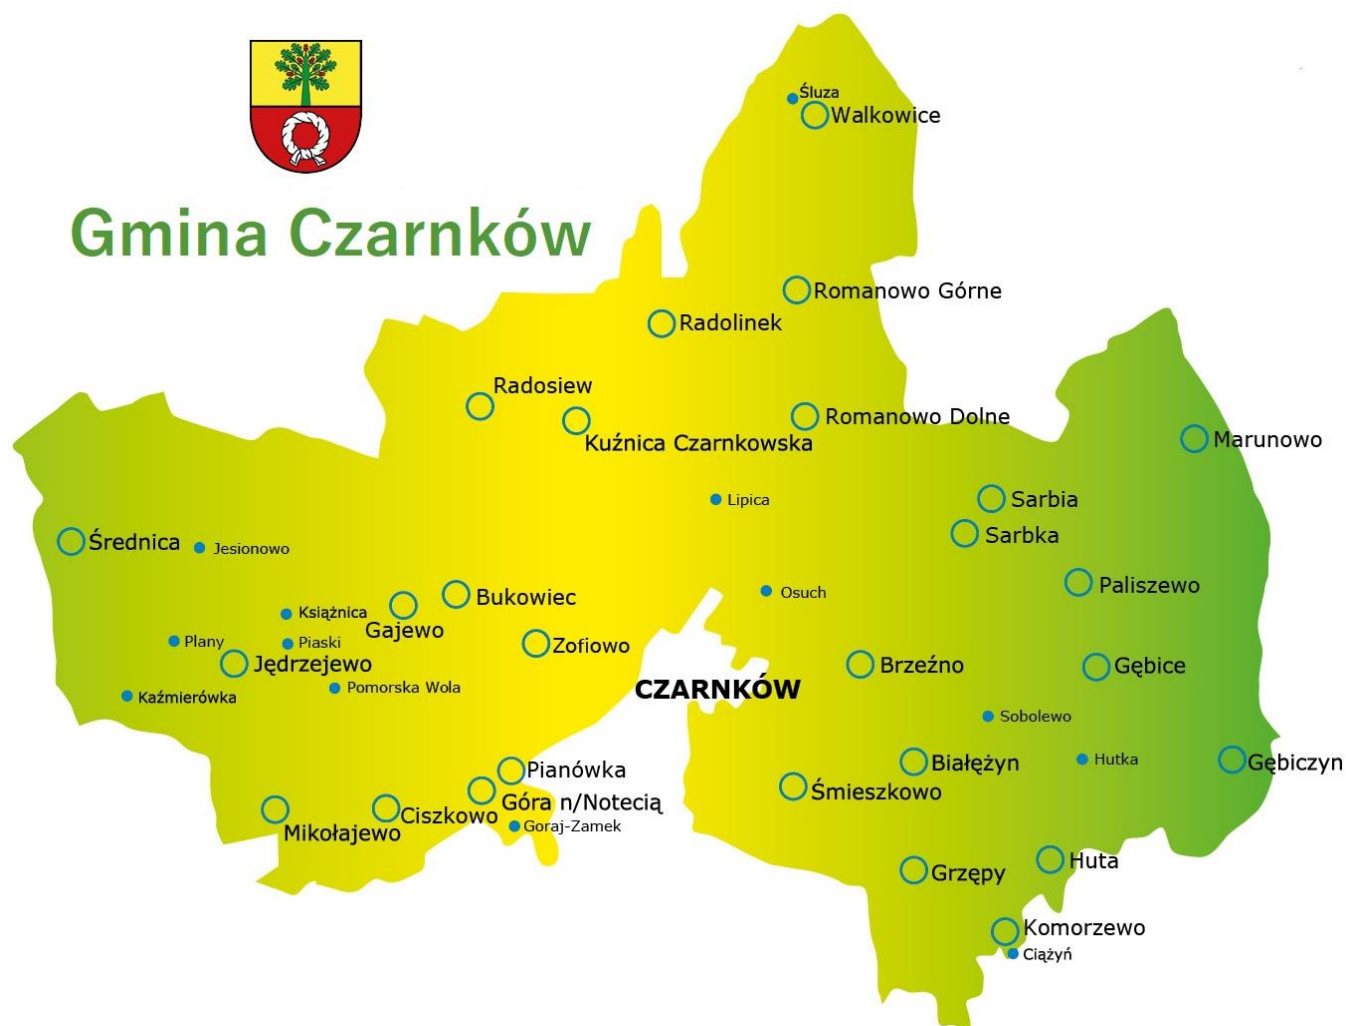 Śluza
Walkowice
Gmina Czarnków
Romanowo Górne
Radolinek
Radosiew
Romanowo Dolne
Kuźnica Czarnkowska
Marunowo
Lipica
Sarbia
Sarbka
Średnica
Jesionowo
Paliszewo
Osuch
Bukowiec
Książnica
Gajewo
Plany
Piaski
Zofiowo
Jędrzejewo
Brzeźno
Gębice
Pomorska Wola
CZARNKÓW
Kaźmierówka
Sobolewo
Hutka
Gębiczyn
Białężyn
Pianówka
Śmieszkowo
Góra n/Notecią
Ciszkowo
Goraj-Zamek
Mikołajewo
Huta
Grzępy
Komorzewo
Ciążyń